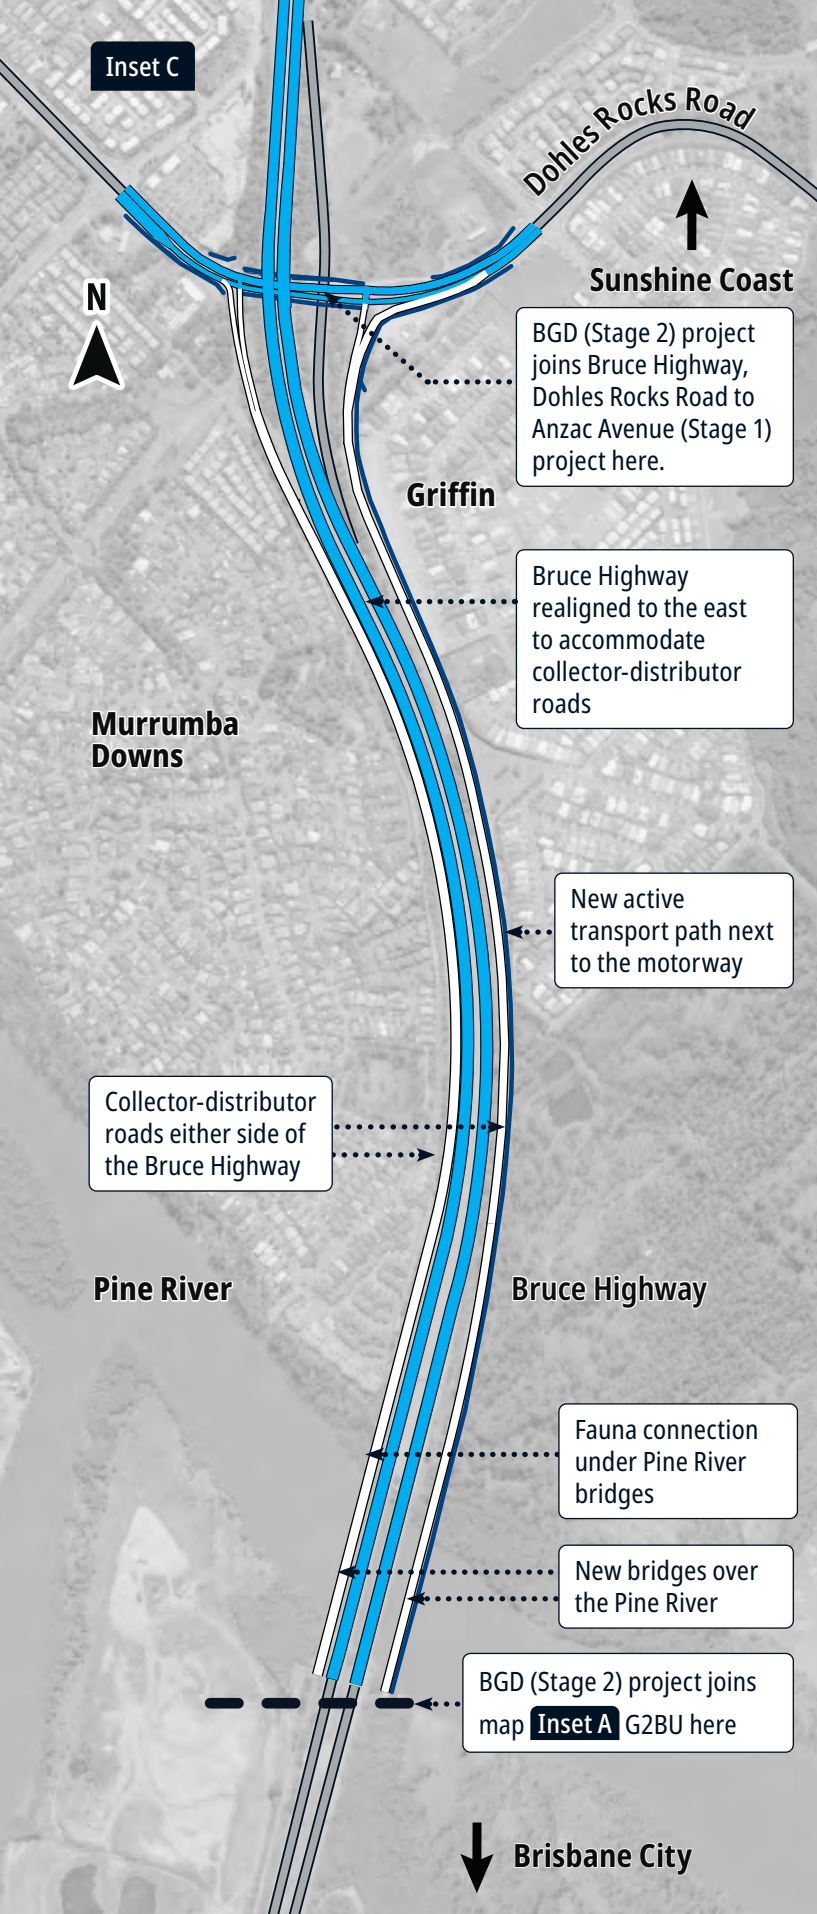 Inset C
Dohles Rocks Road
Sunshine Coast
N
BGD (Stage 2) project
joins Bruce Highway,
Dohles Rocks Road to
Anzac Avenue (Stage 1)
project here.
Griffin
Bruce Highway
realigned to the east
to accommodate
collector-distributor
roads
Murrumba
Downs
New active
transport path next
to the motorway
Collector-distributor
roads either side of
the Bruce Highway
Pine River
Bruce Highway
Fauna connection
under Pine River
bridges
New bridges over
the Pine River
BGD (Stage 2) project joins
map Inset A G2BU here
Brisbane City